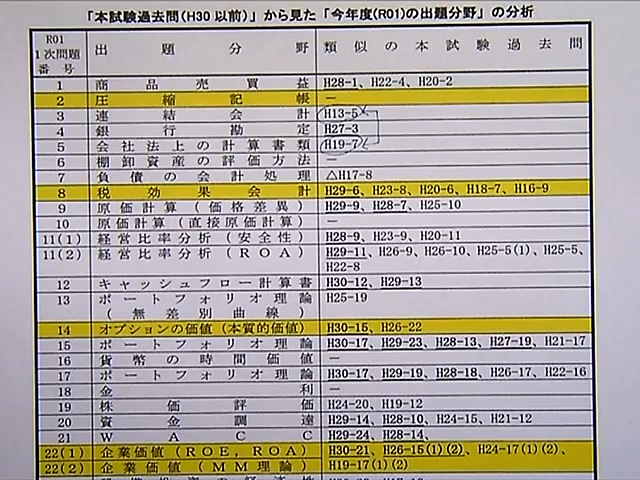 「本試験過去問(H30 以前)」から見た「今年度(R01)の出題分野」の分析
R01
1次問題
番 号
出題分野 類似の本試験過去問
1 商品売買益 H28-1、H22-4、H20-2
2 圧縮記帳 －
3 連結会計 H13-5
4 銀行勘定 H27-3
5 会社法上の計算書類 H19-7
6 棚卸資産の評価方法 －
7 負債の会計処理 △H17-8
8 税効果会計 H29-6、H23-8、H20-6、H18-7、H16-9
9 原価計算(価格差異) H29-9、H28-7、H25-10
10 原価計算(直接原価計算) －
11(1) 経営比率分析(安全性) H28-9、H23-9、H20-11
11(2) 経営比率分析(ROA) H29-11、H26-9、H26-10、H25-5(1)、H25-5、
H22-8
12 キャッシュフロー計算書 H30-12、H29-13
13 ポートフォリオ理論 H25-19
(無差別曲線)
14 オプションの価値(本質的価値) H30-15、H26-22
15 ポートフォリオ理論 H30-17、H29-23、H28-13、H27-19、H21-17
16 貨幣の時間価値 －
17 ポートフォリオ理論 H30-17、H29-19、H28-18、H26-17、H22-16
18 金利 －
19 株価評価 H24-20、H19-12
20 資金調達 H29-14、H28-10、H24-15、H21-12
21 WACC H29-24、H28-14、
22(1) 企業価値(ROE,ROA) H30-21、H26-15(1)(2)、H24-17(1)(2)、
22(2) 企業価値(MM理論) H19-17(1)(2)